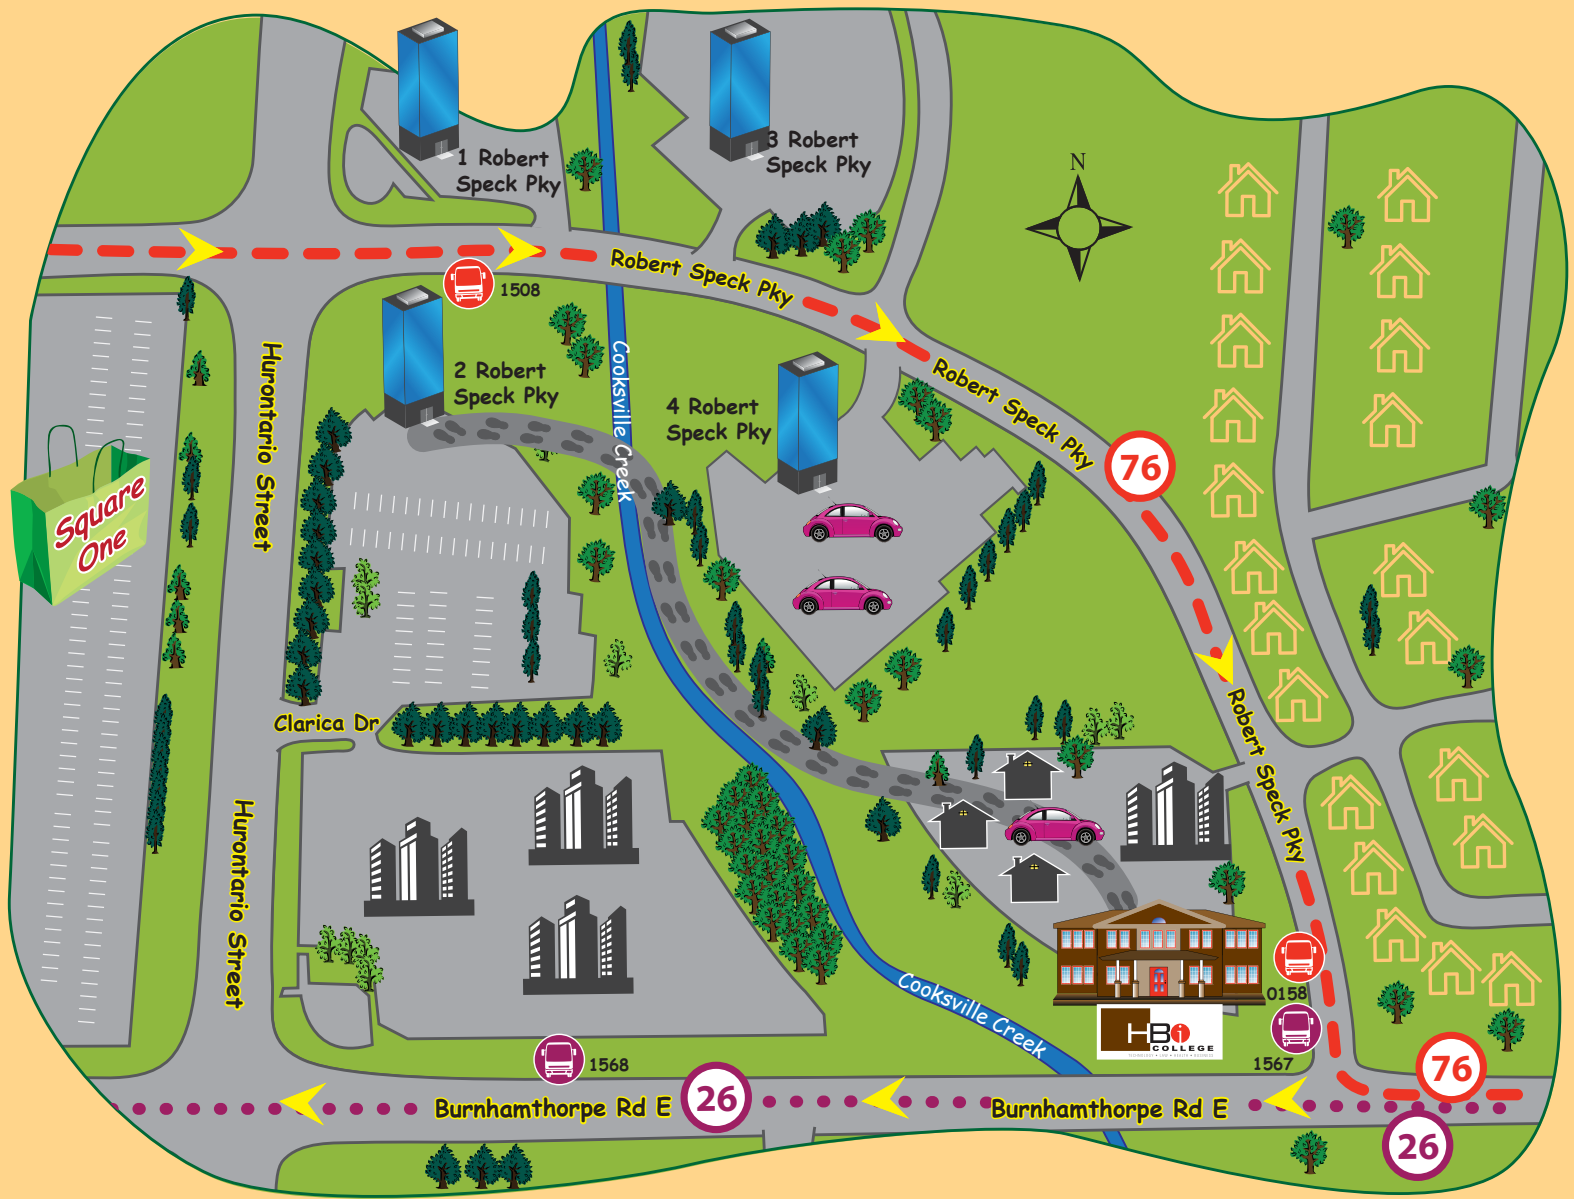 1 Robert
Speck Pky
3 Robert
Speck Pky
N
Robert Speck Pky
1508
2 Robert
Speck Pky
4 Robert
Speck Pky
Robert Speck Pky
Hurontario Street
Cooksville Creek
76
Square
One
Clarica Dr
Robert Speck Pky
Hurontario Street
Cooksville Creek
0158
HBi
COLLEGE
1567
1568
76
Burnhamthorpe Rd E
26
Burnhamthorpe Rd E
26